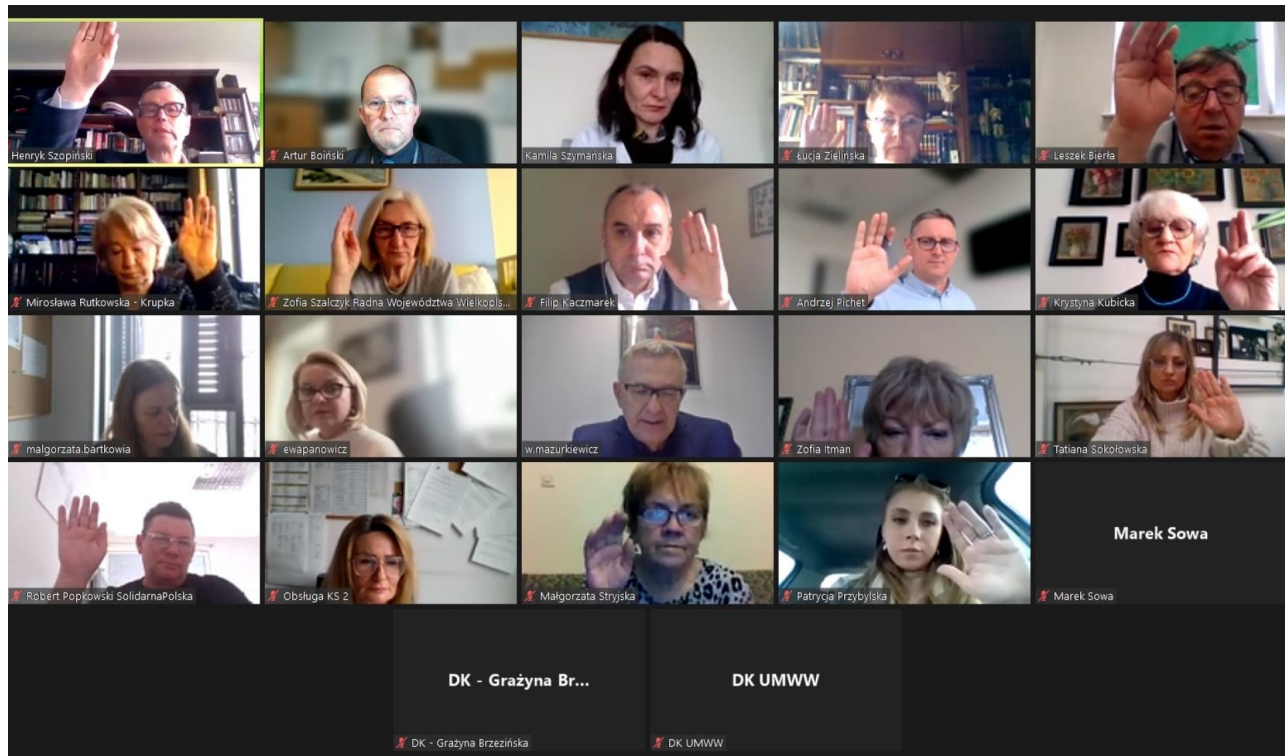 Henryk Szopiński
Artur Boiński
Kamila Szymańska
Łucja Zielińska
Leszek Bierła
Mirosława Rutkowska - Krupka
Zofia Szalczyk Radna Województwa Wielkopls...
Filip Kaczmarek
Andrzej Pichet
Krystyna Kubicka
malgorzata.bartkowia
ewapanowicz
w.mazurkiewicz
Zofia Itman
Tatiana Sokołowska
Robert Popkowski SolidarnaPolska
Obsługa KS 2
Małgorzata Stryjska
Patrycja Przybylska
Marek Sowa
Marek Sowa
DK - Grażyna Br...
DK - Grażyna Brzezińska
DK UMWW
DK UMWW